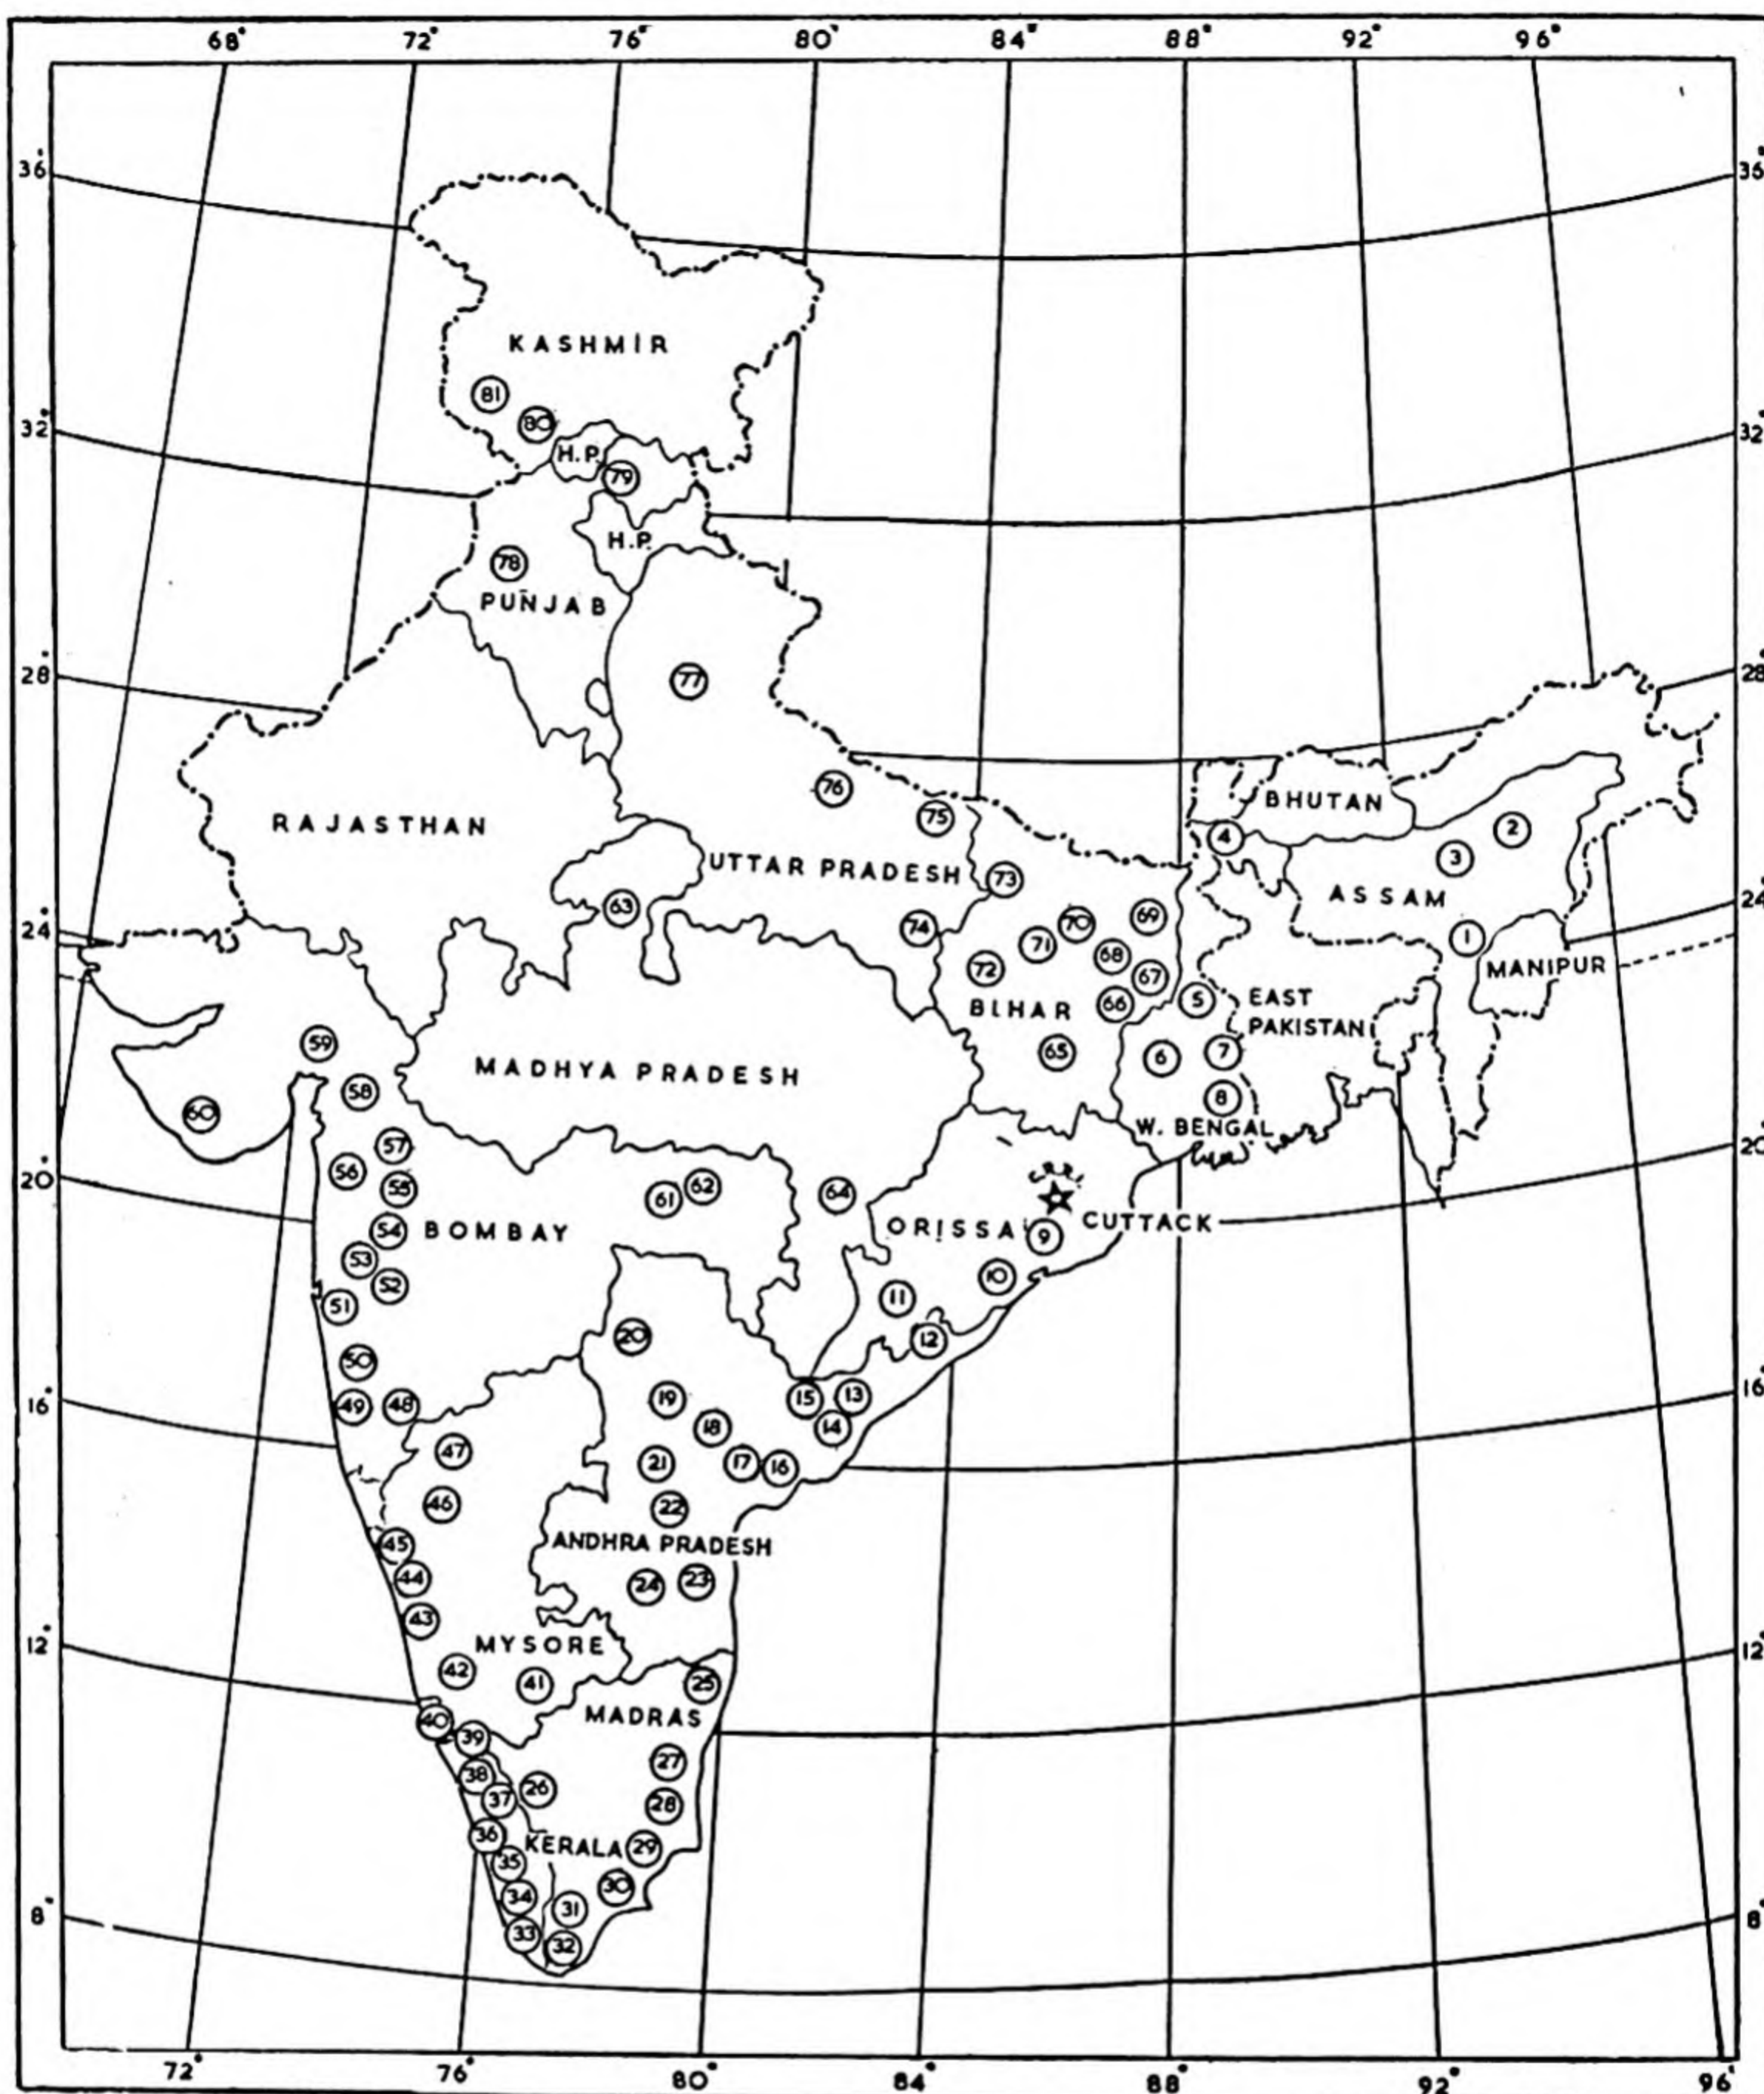 68° 72° 76° 80° 84° 88° 92° 96°
36° 36°
KASHMIR
81
80
32° 32°
H.P.
79
H.P.
78
PUNJAB
28° 28°
77
76
BHUTAN
75
RAJASTHAN
4 3 2
UTTAR PRADESH
73
ASSAM
24° 24°
63 74 71 70 69
1
72 68 67
MANIPUR
BIHAR 66 5 EAST
PAKISTAN
59 65 6 7
MADHYA PRADESH
58 8
60
W. BENGAL
57
20° 20°
56 55 61 62 64
C.R.R.I.
54 BOMBAY ORISSA 9 CUTTACK
53 52 10
51 11
20 12
50
16° 16°
49 48 19 15 13
47 18 14
21 17 16
46 22
45 ANDHRA PRADESH
44 24 23
43
12° 12°
MYSORE
42 41 25
40 MADRAS
39
38 37 26 27
28
36 KERALA 29
35
34 31 30
8° 8°
33 32
72° 76° 80° 84° 88° 92° 96°